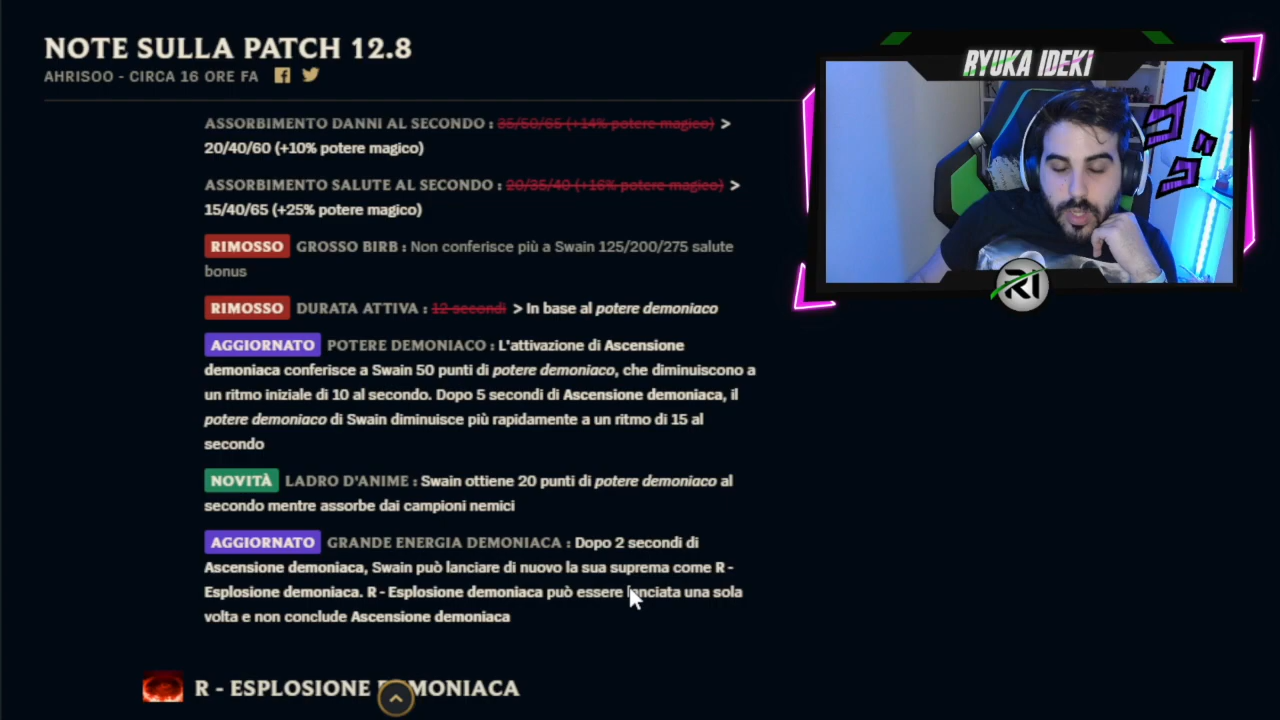 NOTE SULLA PATCH 12.8
AHRISOO - CIRCA 16 ORE FA
RYUKA IDEKI
RI
ASSORBIMENTO DANNI AL SECONDO : 35/50/65 (+14% potere magico) >
20/40/60 (+10% potere magico)
ASSORBIMENTO SALUTE AL SECONDO : 20/35/40 (+16% potere magico) >
15/40/65 (+25% potere magico)
RIMOSSO GROSSO BIRB : Non conferisce più a Swain 125/200/275 salute
bonus
RIMOSSO DURATA ATTIVA : 12 secondi > In base al potere demoniaco
AGGIORNATO POTERE DEMONIACO : L'attivazione di Ascensione
demoniaca conferisce a Swain 50 punti di potere demoniaco, che diminuiscono a
un ritmo iniziale di 10 al secondo. Dopo 5 secondi di Ascensione demoniaca, il
potere demoniaco di Swain diminuisce più rapidamente a un ritmo di 15 al
secondo
NOVITÀ LADRO D'ANIME : Swain ottiene 20 punti di potere demoniaco al
secondo mentre assorbe dai campioni nemici
AGGIORNATO GRANDE ENERGIA DEMONIACA : Dopo 2 secondi di
Ascensione demoniaca, Swain può lanciare di nuovo la sua suprema come R -
Esplosione demoniaca. R - Esplosione demoniaca può essere lanciata una sola
volta e non conclude Ascensione demoniaca
R - ESPLOSIONE DEMONIACA